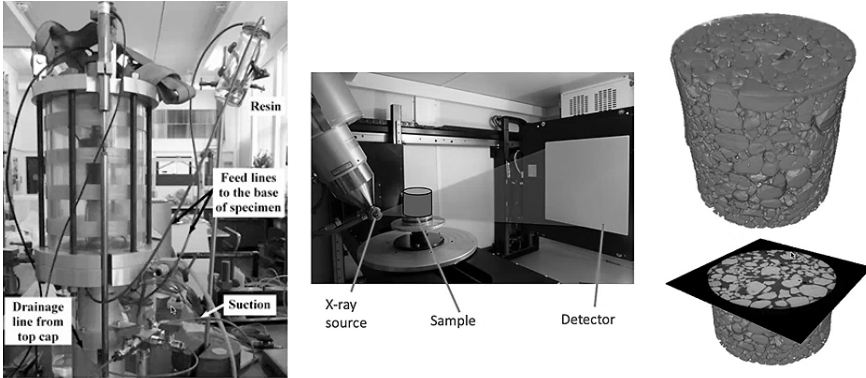 Resin
Feed lines
to the base
of specimen
Drainage
line from
top cap
Suction
X-ray
source
Sample
Detector